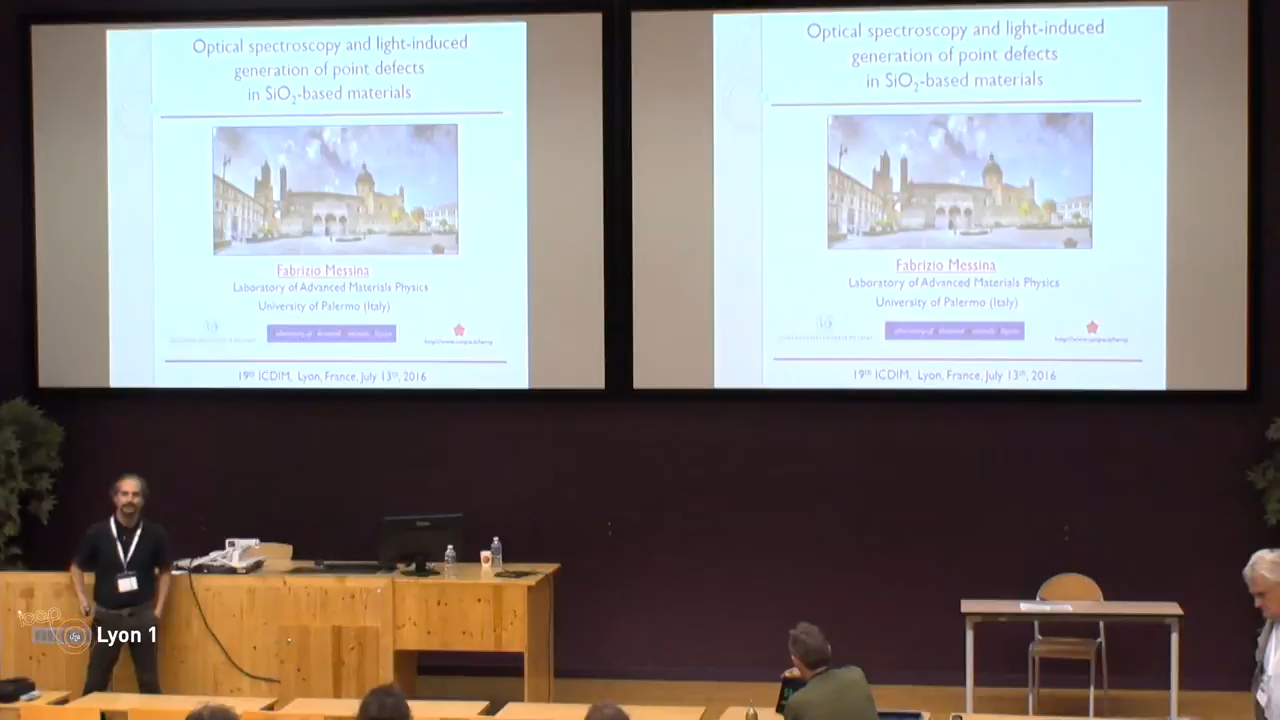 Optical spectroscopy and light-induced
generation of point defects
in SiO2-based materials
Fabrizio Messina
Laboratory of Advanced Materials Physics
University of Palermo (Italy)
19th ICDIM, Lyon, France, July 13th, 2016
Optical spectroscopy and light-induced
generation of point defects
in SiO2-based materials
Fabrizio Messina
Laboratory of Advanced Materials Physics
University of Palermo (Italy)
19th ICDIM, Lyon, France, July 13th, 2016
icap
Lyon 1